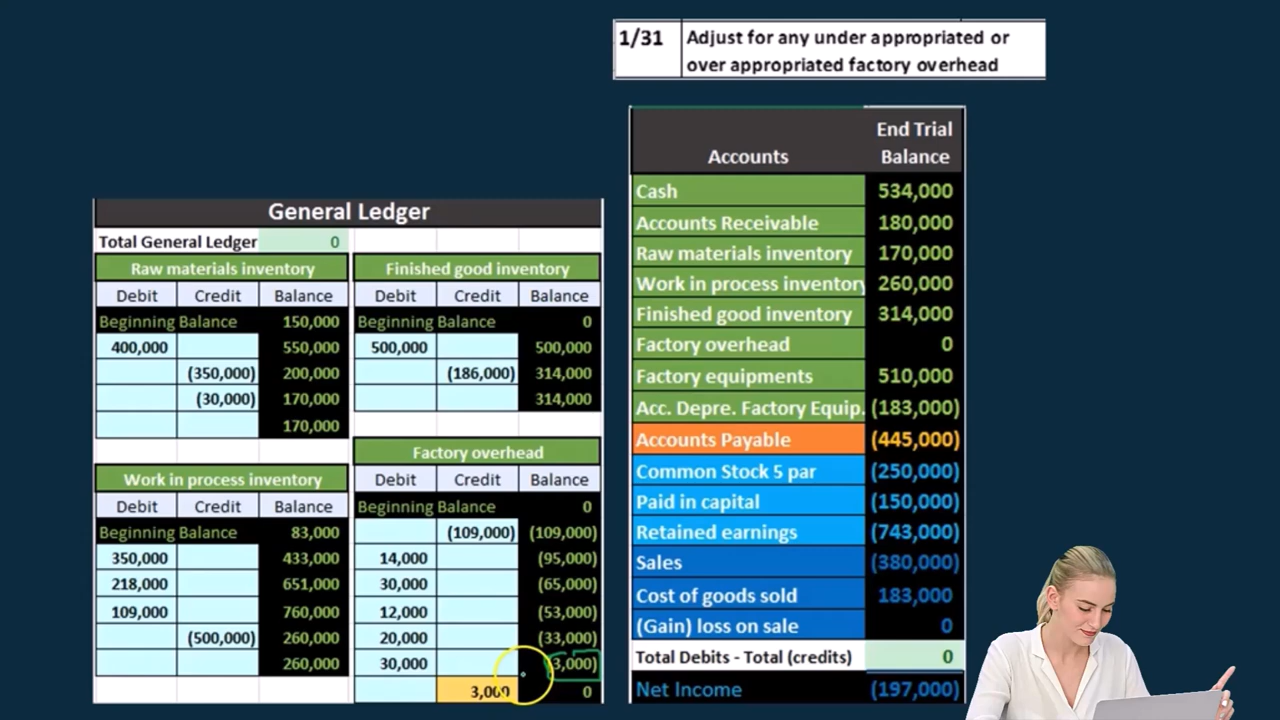 1/31 Adjust for any under appropriated or
over appropriated factory overhead
General Ledger
Total General Ledger 0
Raw materials inventory
Debit Credit Balance
Beginning Balance 150,000
400,000 550,000
(350,000) 200,000
(30,000) 170,000
170,000
Work in process inventory
Debit Credit Balance
Beginning Balance 83,000
350,000 433,000
218,000 651,000
109,000 760,000
(500,000) 260,000
260,000
Finished good inventory
Debit Credit Balance
Beginning Balance 0
500,000 500,000
(186,000) 314,000
314,000
Factory overhead
Debit Credit Balance
Beginning Balance 0
(109,000) (109,000)
14,000 (95,000)
30,000 (65,000)
12,000 (53,000)
20,000 (33,000)
30,000 3,000)
3,000 0
Accounts End Trial
Balance
Cash 534,000
Accounts Receivable 180,000
Raw materials inventory 170,000
Work in process inventory 260,000
Finished good inventory 314,000
Factory overhead 0
Factory equipments 510,000
Acc. Depre. Factory Equip. (183,000)
Accounts Payable (445,000)
Common Stock 5 par (250,000)
Paid in capital (150,000)
Retained earnings (743,000)
Sales (380,000)
Cost of goods sold 183,000
(Gain) loss on sale 0
Total Debits - Total (credits) 0
Net Income (197,000)